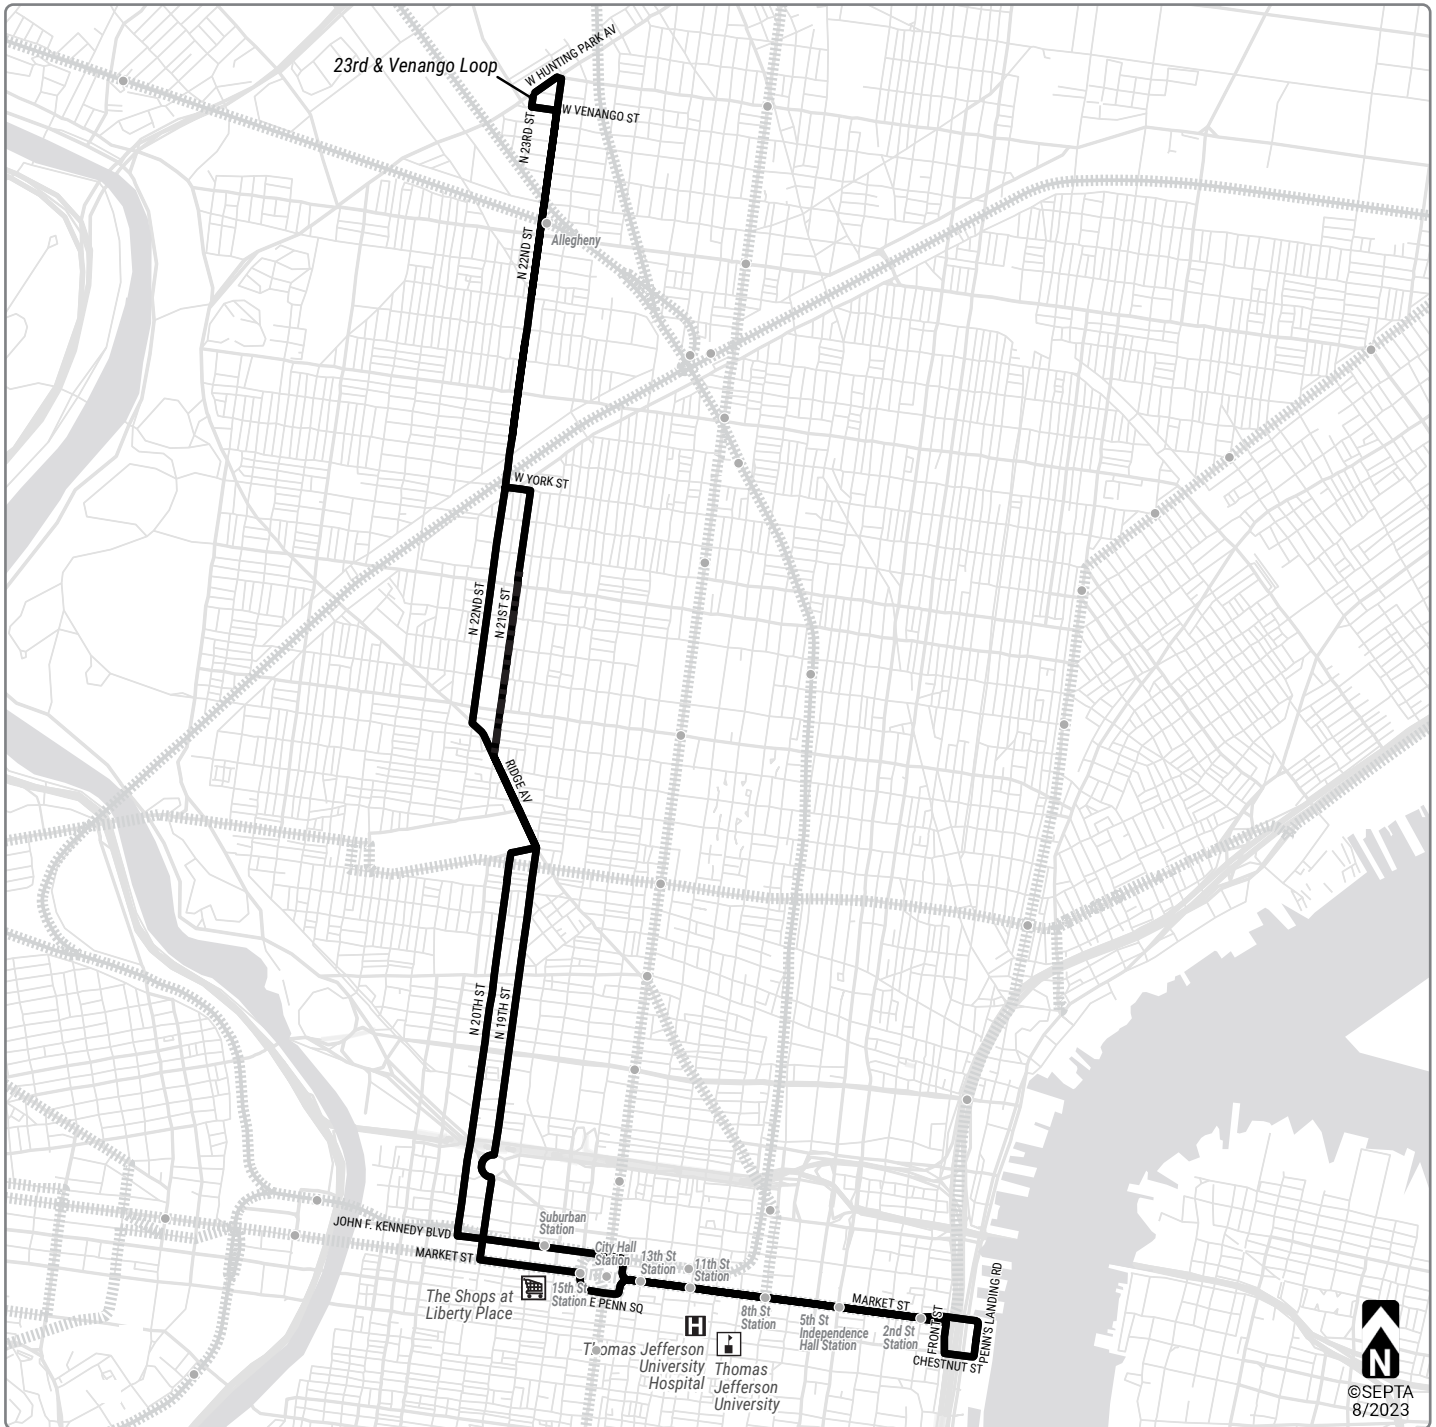 W HUNTING PARK AV
23rd & Venango Loop
W VENANGO ST
N 23RD ST
N 22ND ST
Allegheny
W YORK ST
N 22ND ST
N 21ST ST
RIDGE AV
N 20TH ST
N 19TH ST
JOHN F. KENNEDY BLVD
Suburban
Station
MARKET ST
City Hall
Station
13th St
Station
11th St
Station
The Shops at
Liberty Place
15th St
Station
E PENN SQ
8th St
Station
5th St
Independence
Hall Station
MARKET ST
2nd St
Station
FRONT ST
PENN'S LANDING RD
CHESTNUT ST
H
Thomas Jefferson
University
Hospital
Thomas
Jefferson
University
N
©SEPTA
8/2023